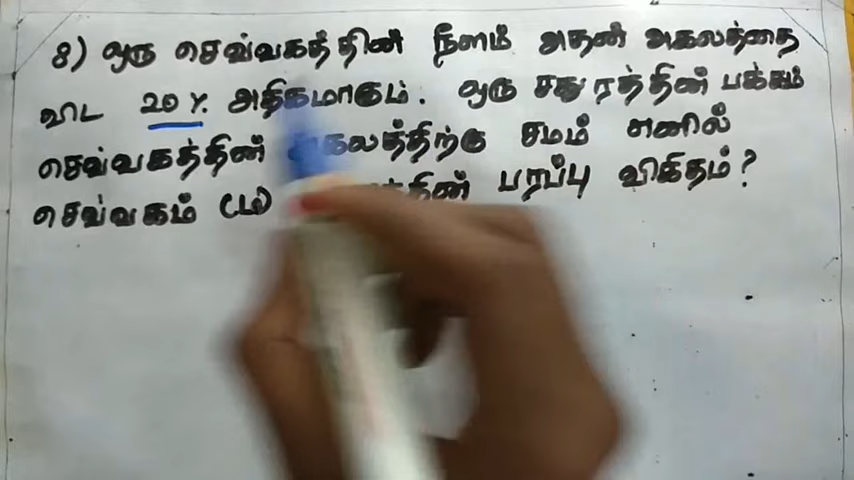 8) ஒரு செவ்வகத்தின் நீளம் அதன் அகலத்தை
விட 20 %. அதிகமாகும். ஒரு சதுரத்தின் பக்கம்
செவ்வகத்தின் அகலத்திற்கு சமம் எனில்
செவ்வகம் (ம) பரப்பு விகிதம்?